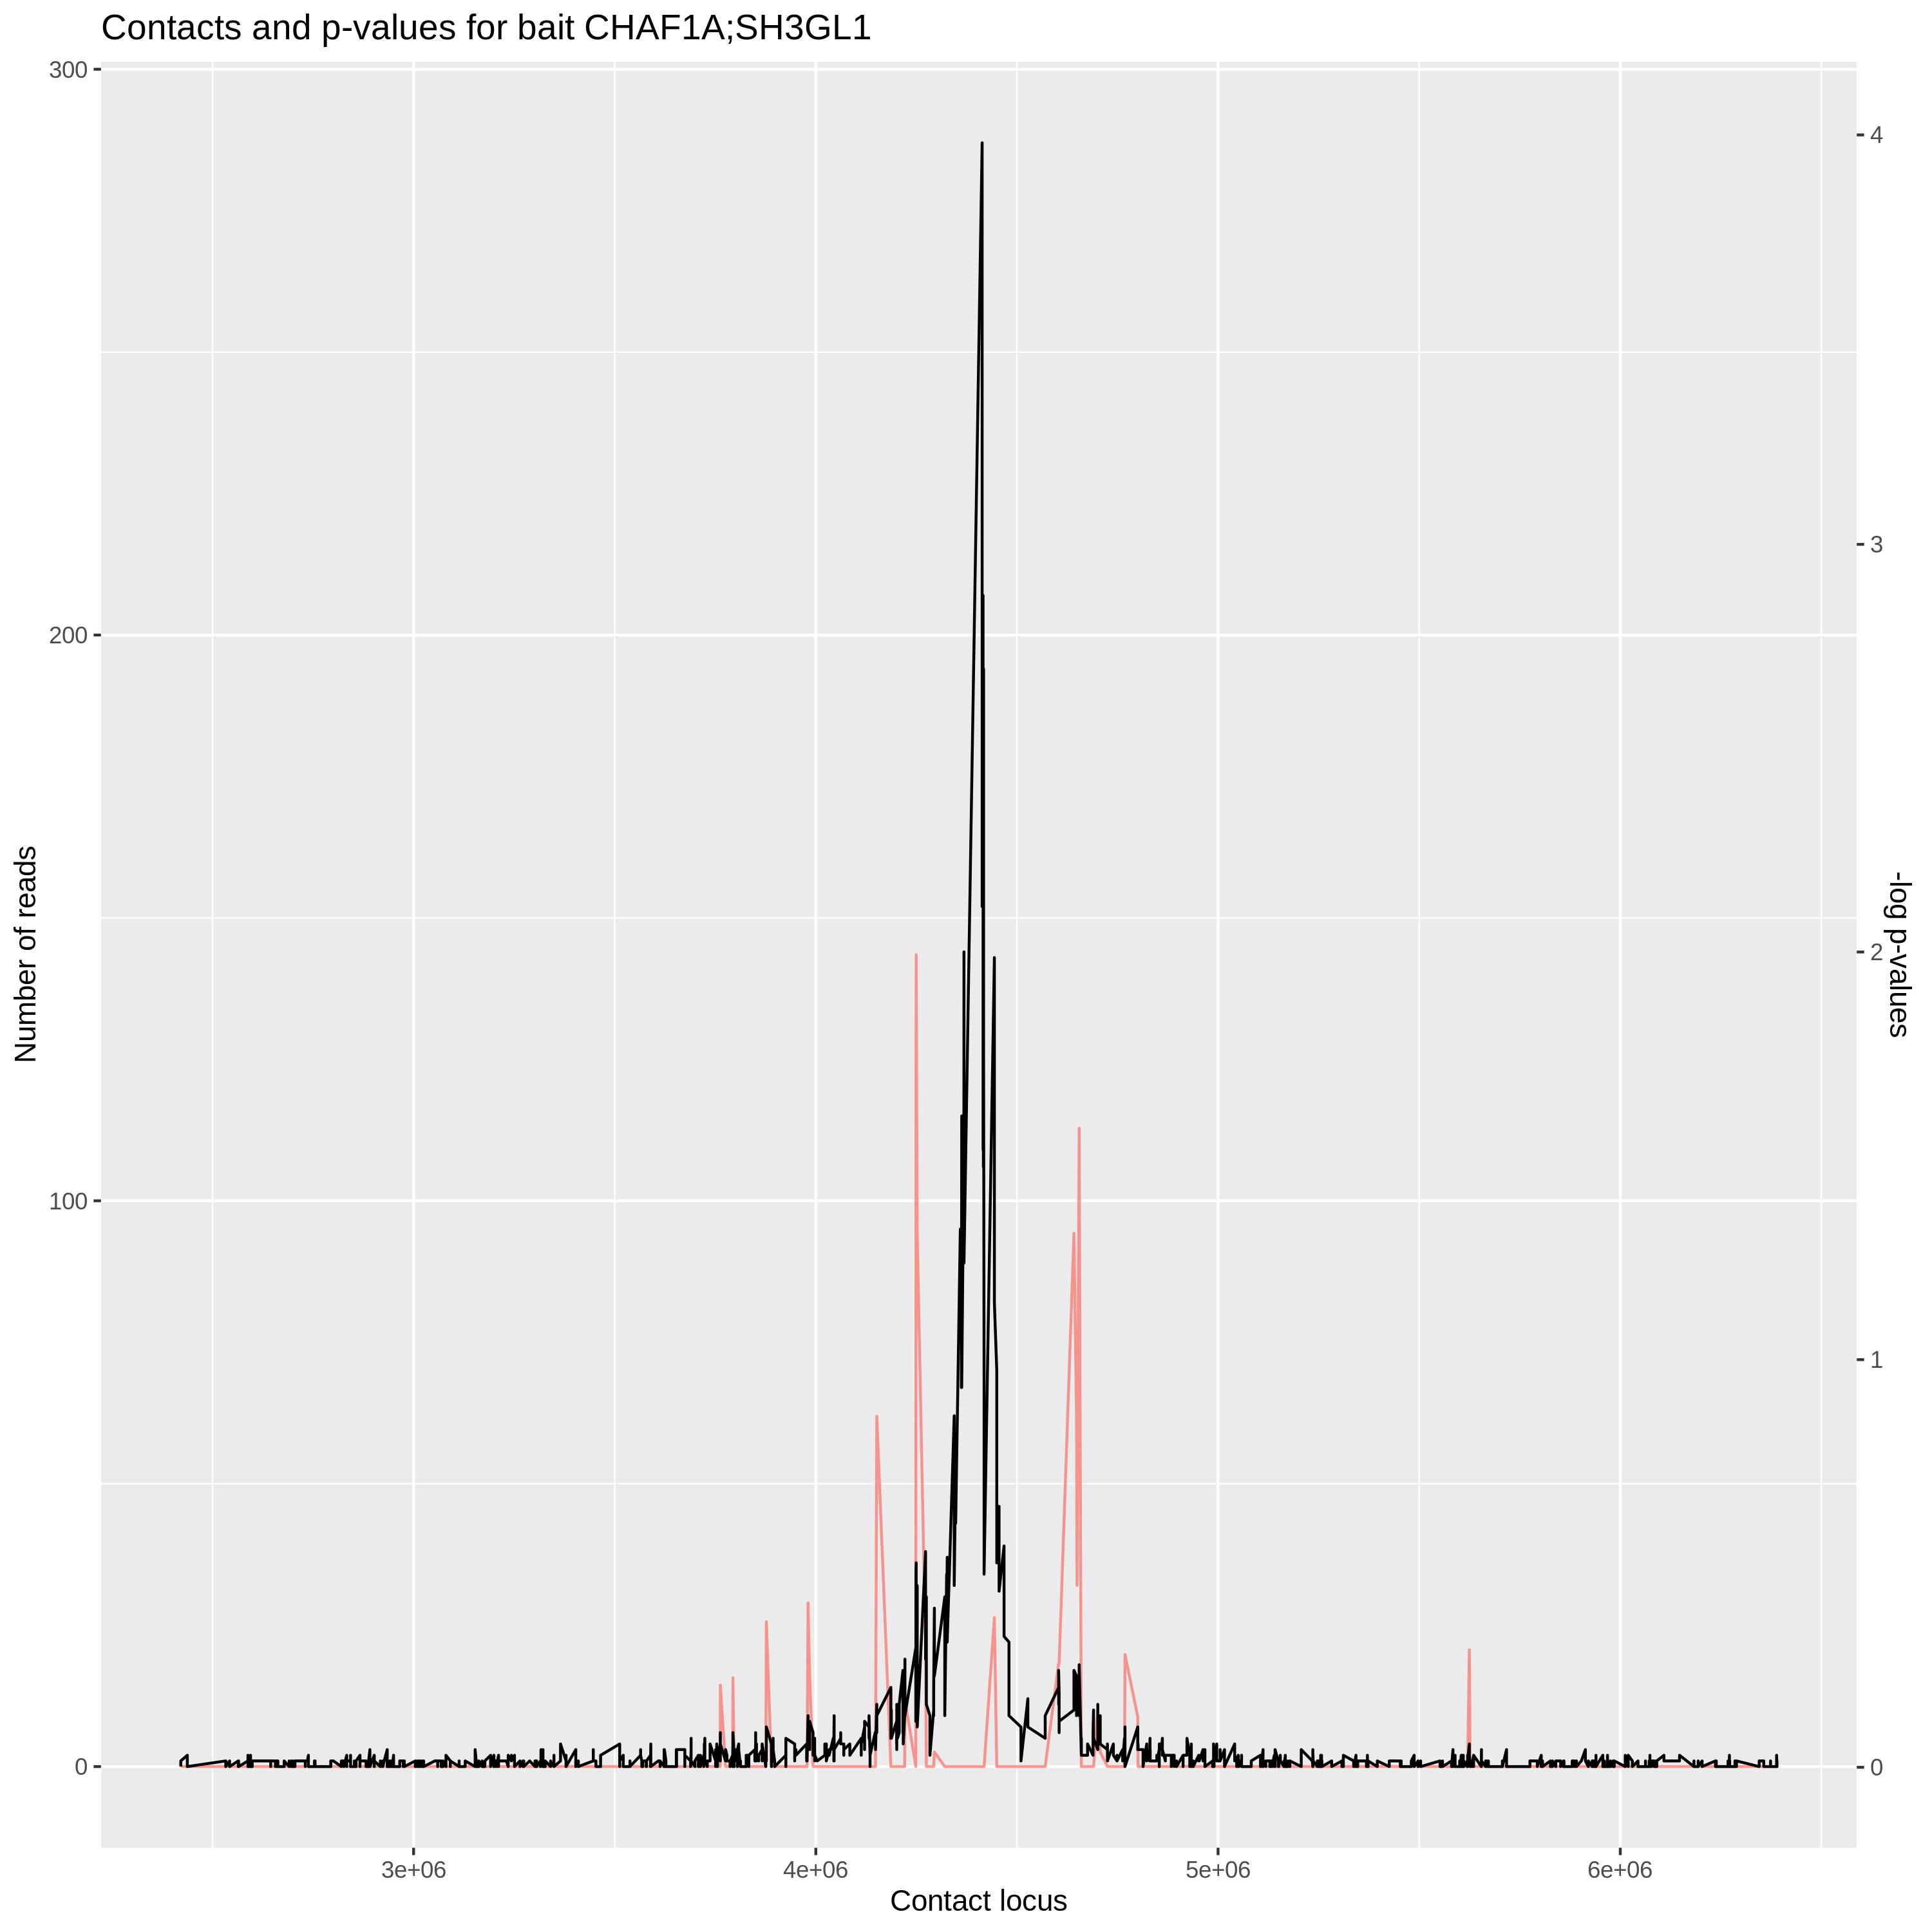 Contacts and p-values for bait CHAF1A;SH3GL1
300
200
100
0
Number of reads
4
3
2
1
0
-log p-values
3e+06
4e+06
5e+06
6e+06
Contact locus